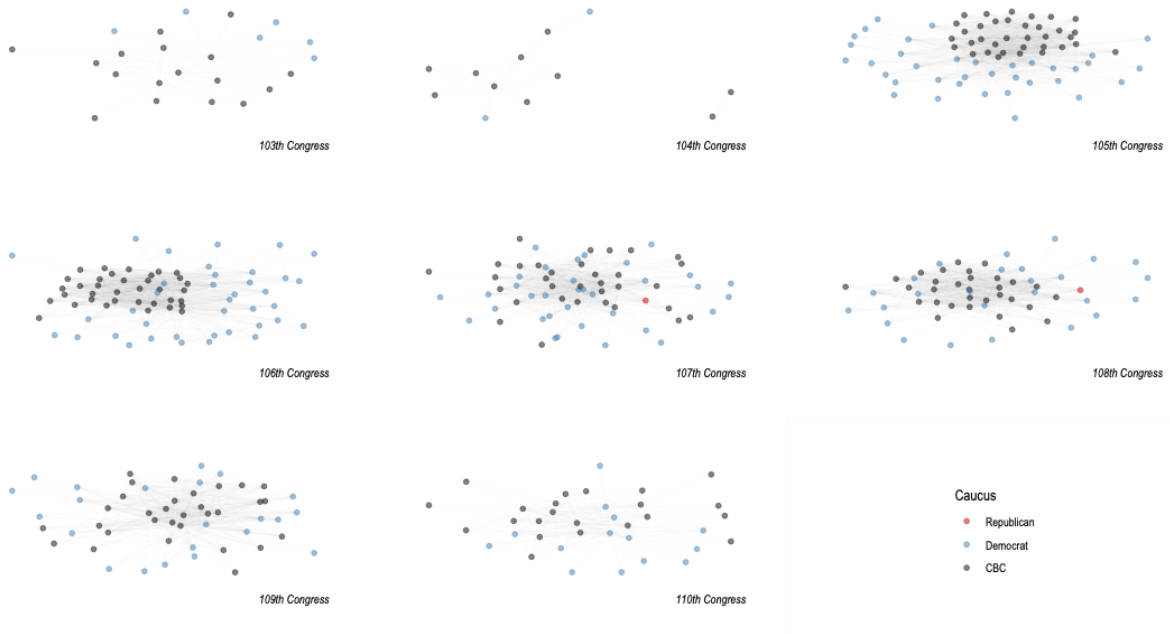 103th Congress
104th Congress
105th Congress
106th Congress
107th Congress
108th Congress
109th Congress
110th Congress
Caucus
Republican
Democrat
CBC